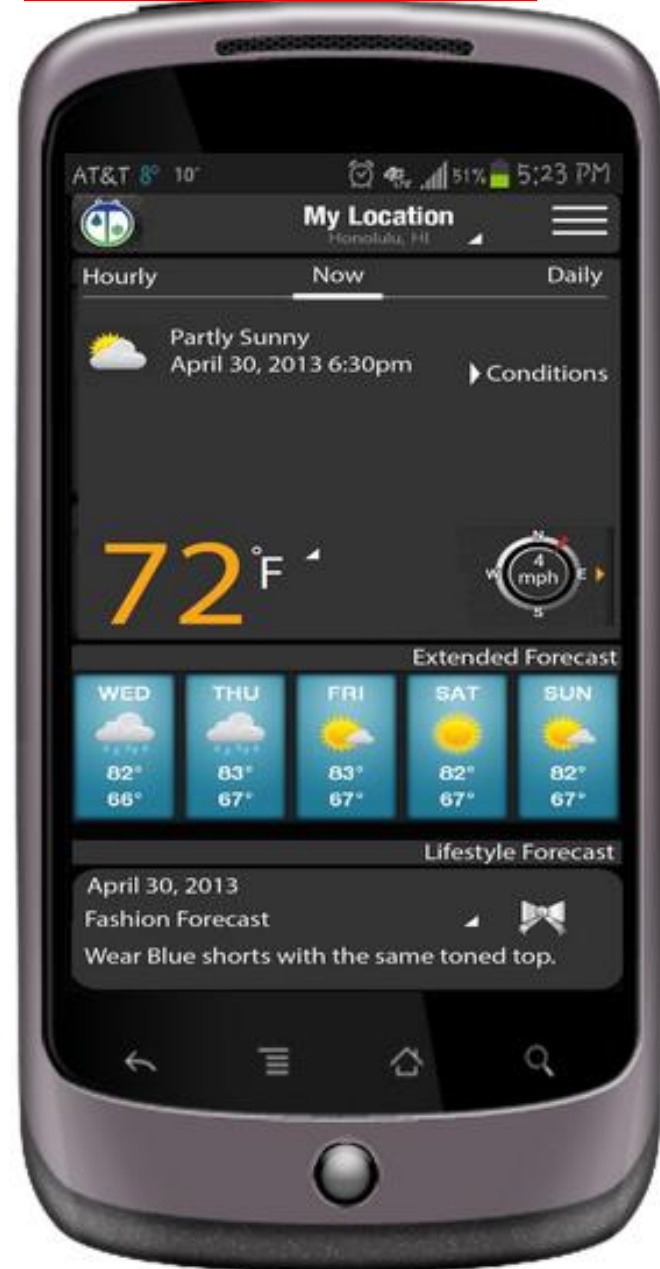 AT&T 8° 10° 51% 5:23 PM
My Location
Honolulu, HI
Hourly Now Daily
Partly Sunny
April 30, 2013 6:30pm
Conditions
72°F
N
W 4 E
mph
S
Extended Forecast
WED THU FRI SAT SUN
82° 83° 83° 82° 82°
66° 67° 67° 67° 67°
Lifestyle Forecast
April 30, 2013
Fashion Forecast
Wear Blue shorts with the same toned top.